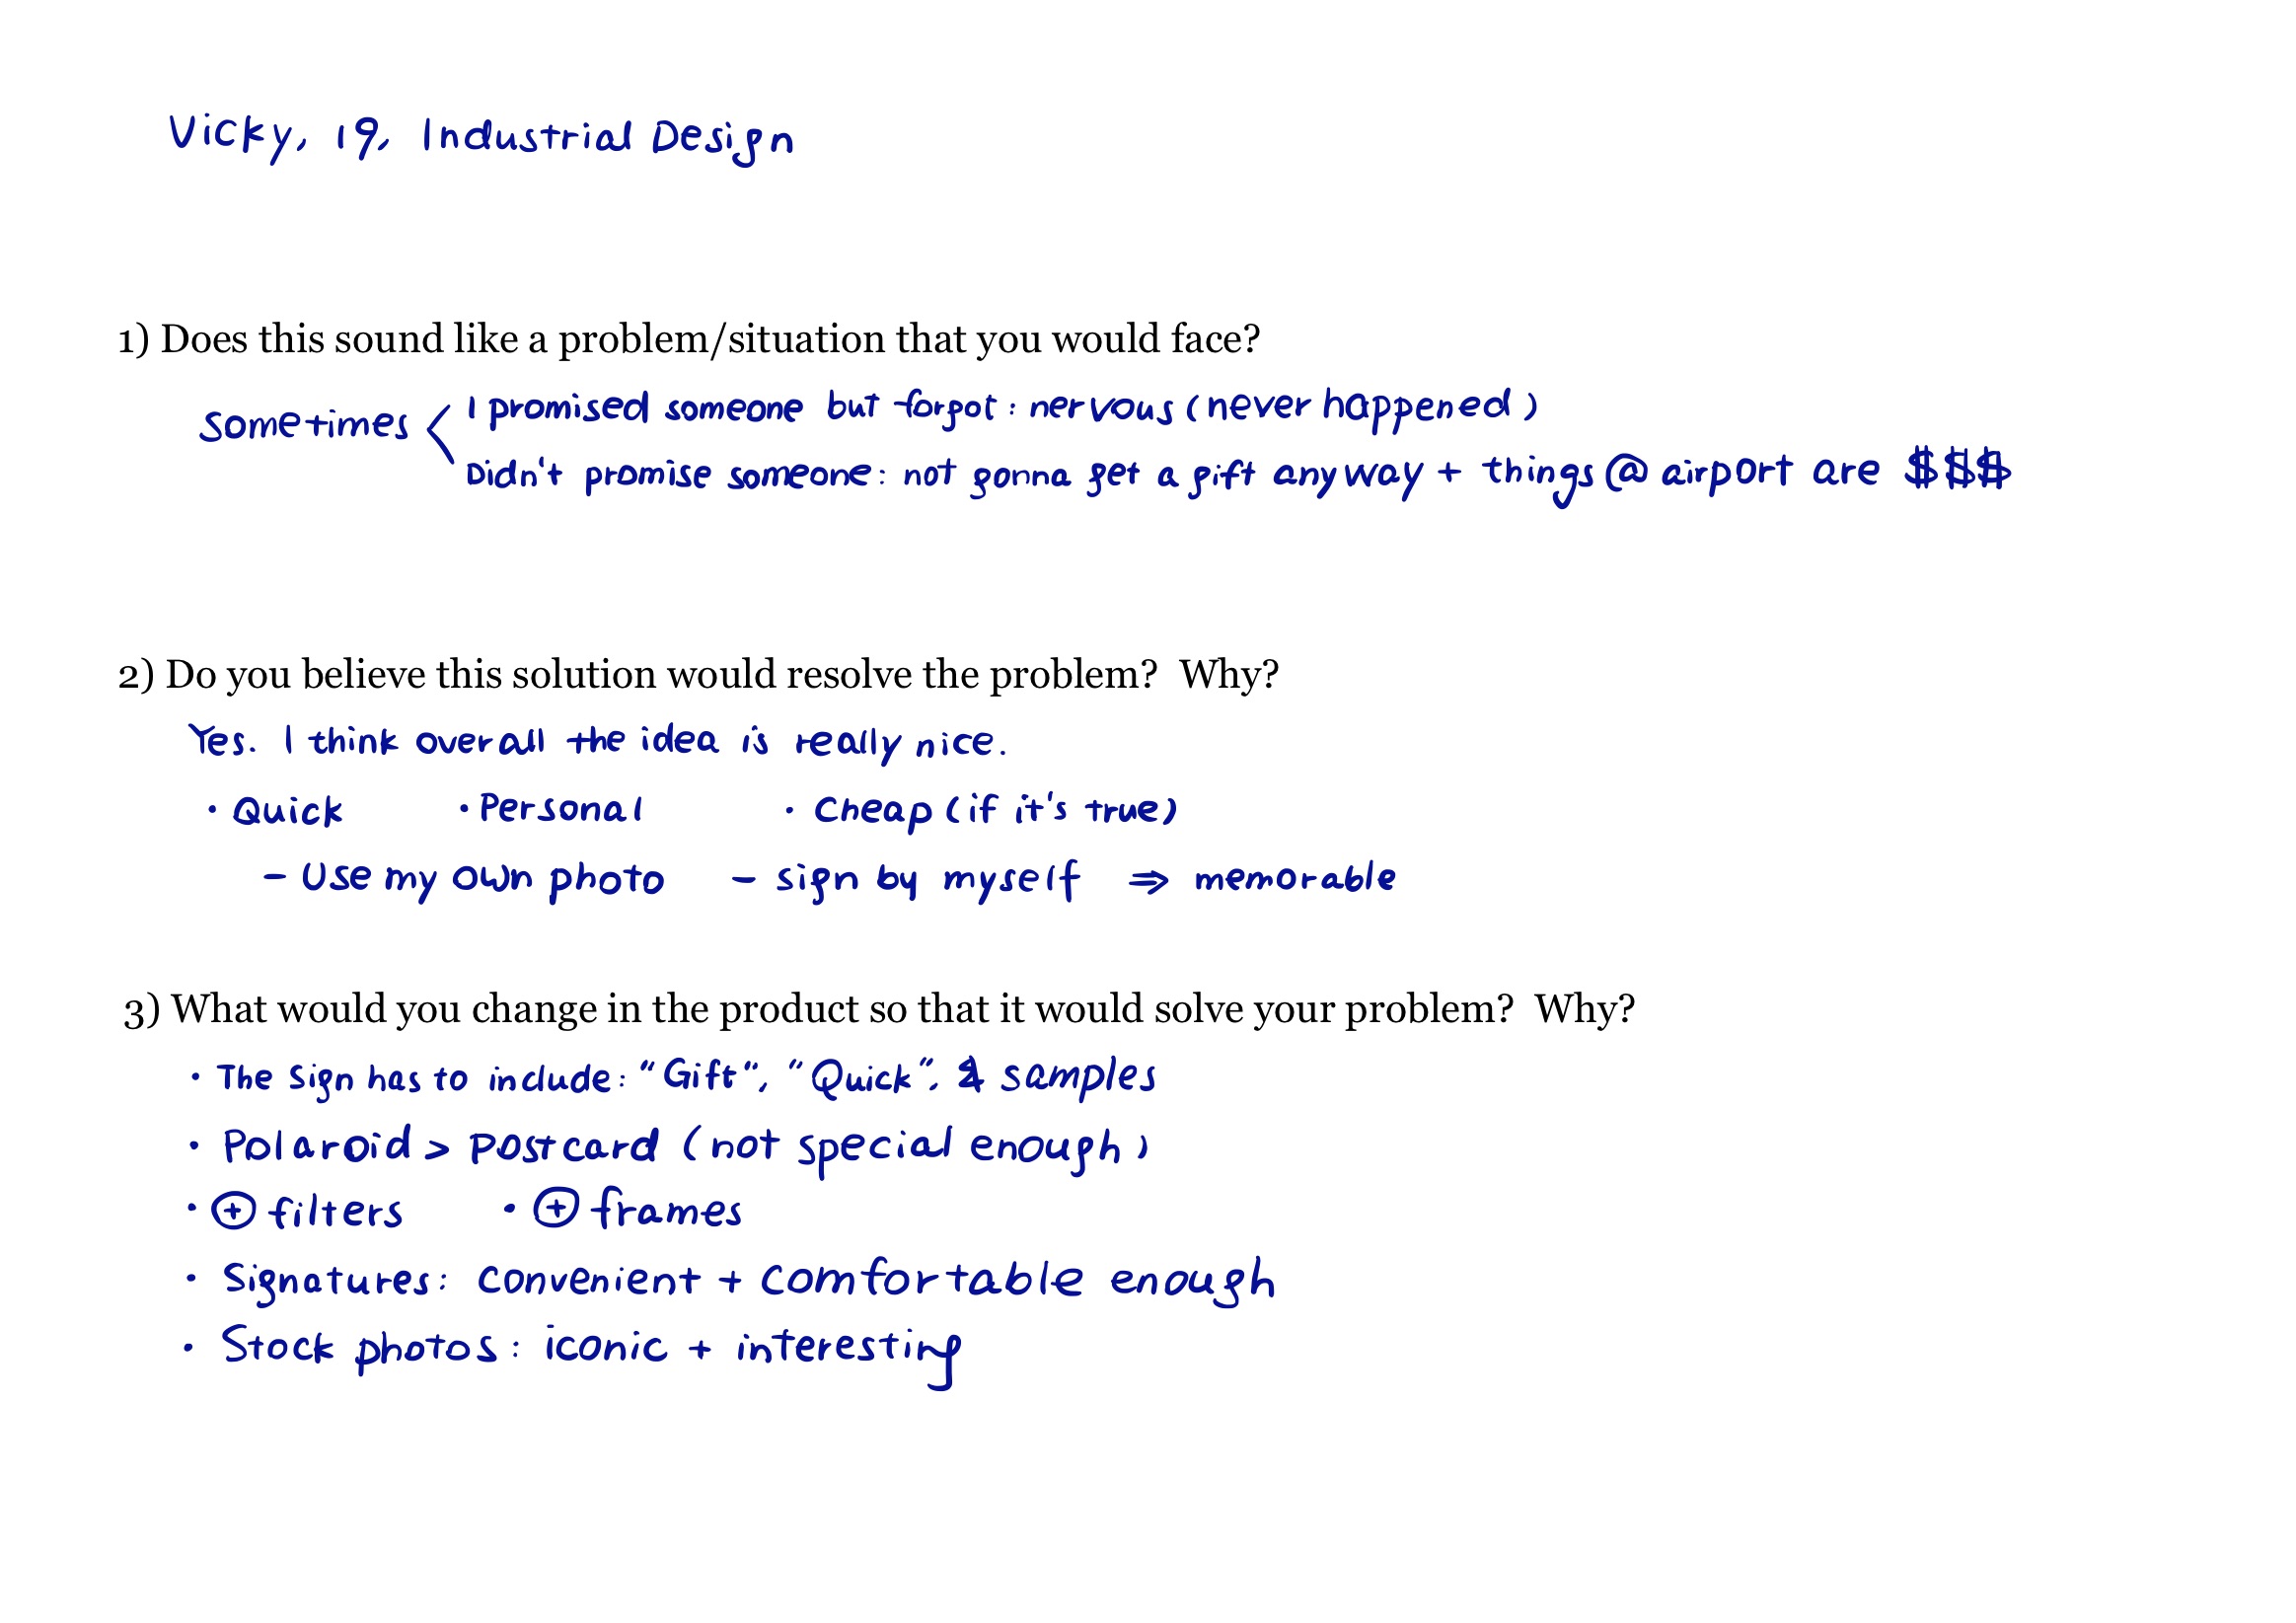 Vicky, 19, Industrial Design
1) Does this sound like a problem/situation that you would face?
Sometimes < I promised someone but forgot : nervous (never happened)
Didn't promise someone: not gonna get a gift anyway + things @ airport are $$$
2) Do you believe this solution would resolve the problem? Why?
Yes. I think overall the idea is really nice.
• Quick • Personal • Cheap (if it's true)
- Use my own photo - sign by myself ⇒ memorable
3) What would you change in the product so that it would solve your problem? Why?
• The sign has to include: "Gift", "Quick", & samples
• Polaroid > postcard (not special enough)
• ⊕ filters • ⊕ frames
• Signatures: convenient + comfortable enough
• Stock photos: iconic + interesting